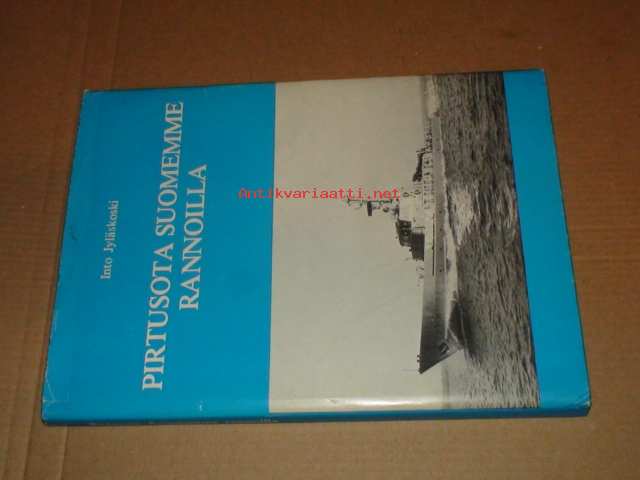 Into Jyläskoski
PIRTUSOTA SUOMEMME
RANNOILLA
Antikvariaatti.net